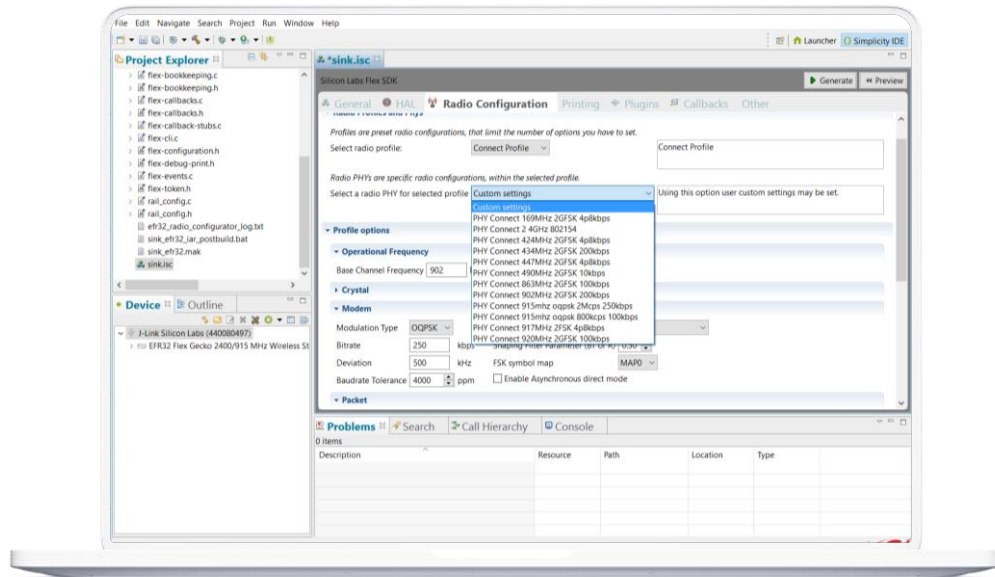 File Edit Navigate Search Project Run Window Help
Launcher Simplicity IDE
Project Explorer
flex-bookkeeping.c
flex-bookkeeping.h
flex-callbacks.c
flex-callbacks.h
flex-callback-stubs.c
flex-cli.c
flex-configuration.h
flex-debug-print.h
flex-events.c
flex-token.h
rail_config.c
rail_config.h
efr32_radio_configurator_log.txt
sink_efr32_iar_postbuild.bat
sink_efr32.mak
sink.isc
Device Outline
J-Link Silicon Labs (440080497)
EFR32 Flex Gecko 2400/915 MHz Wireless St
*sink.isc
Silicon Labs Flex SDK
Generate Preview
General HAL Radio Configuration Printing Plugins Callbacks Other
Radio Profiles and Phys
Profiles are preset radio configurations, that limit the number of options you have to set.
Select radio profile: Connect Profile Connect Profile
Radio PHYs are specific radio configurations, within the selected profile.
Select a radio PHY for selected profile Custom settings Using this option user custom settings may be set.
Custom settings
PHY Connect 169MHz 2GFSK 4p8kbps
PHY Connect 2 4GHz 802154
PHY Connect 424MHz 2GFSK 4p8kbps
PHY Connect 434MHz 2GFSK 200kbps
PHY Connect 447MHz 2GFSK 4p8kbps
PHY Connect 490MHz 2GFSK 10kbps
PHY Connect 863MHz 2GFSK 100kbps
PHY Connect 902MHz 2GFSK 200kbps
PHY Connect 915mhz oqpsk 2Mcps 250kbps
PHY Connect 915mhz oqpsk 800kcps 100kbps
PHY Connect 917MHz 2FSK 4p8kbps
PHY Connect 920MHz 2GFSK 100kbps
Profile options
Operational Frequency
Base Channel Frequency 902
Crystal
Modem
Modulation Type OQPSK
Bitrate 250 kbps Shaping Filter Parameter (BT or R) 0.50
Deviation 500 kHz FSK symbol map MAP0
Baudrate Tolerance 4000 ppm Enable Asynchronous direct mode
Packet
Problems Search Call Hierarchy Console
0 items
Description Resource Path Location Type